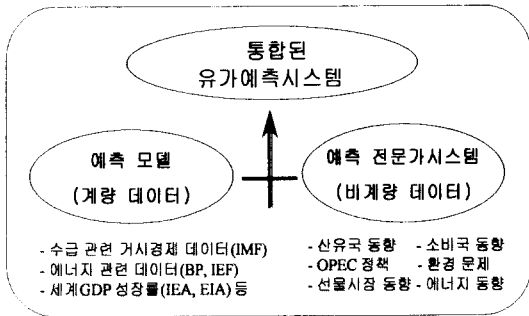 통합된
유가예측시스템
예측 모델
(계량 데이터)
예측 전문가시스템
(비계량 데이터)
- 수급 관련 거시경제 데이터(IMF)
- 에너지 관련 데이터(BP, IEF)
- 세계GDP 성장률(IEA, EIA) 등
- 산유국 동향 - 소비국 동향
- OPEC 정책 - 환경 문제
- 선물시장 동향 - 에너지 동향